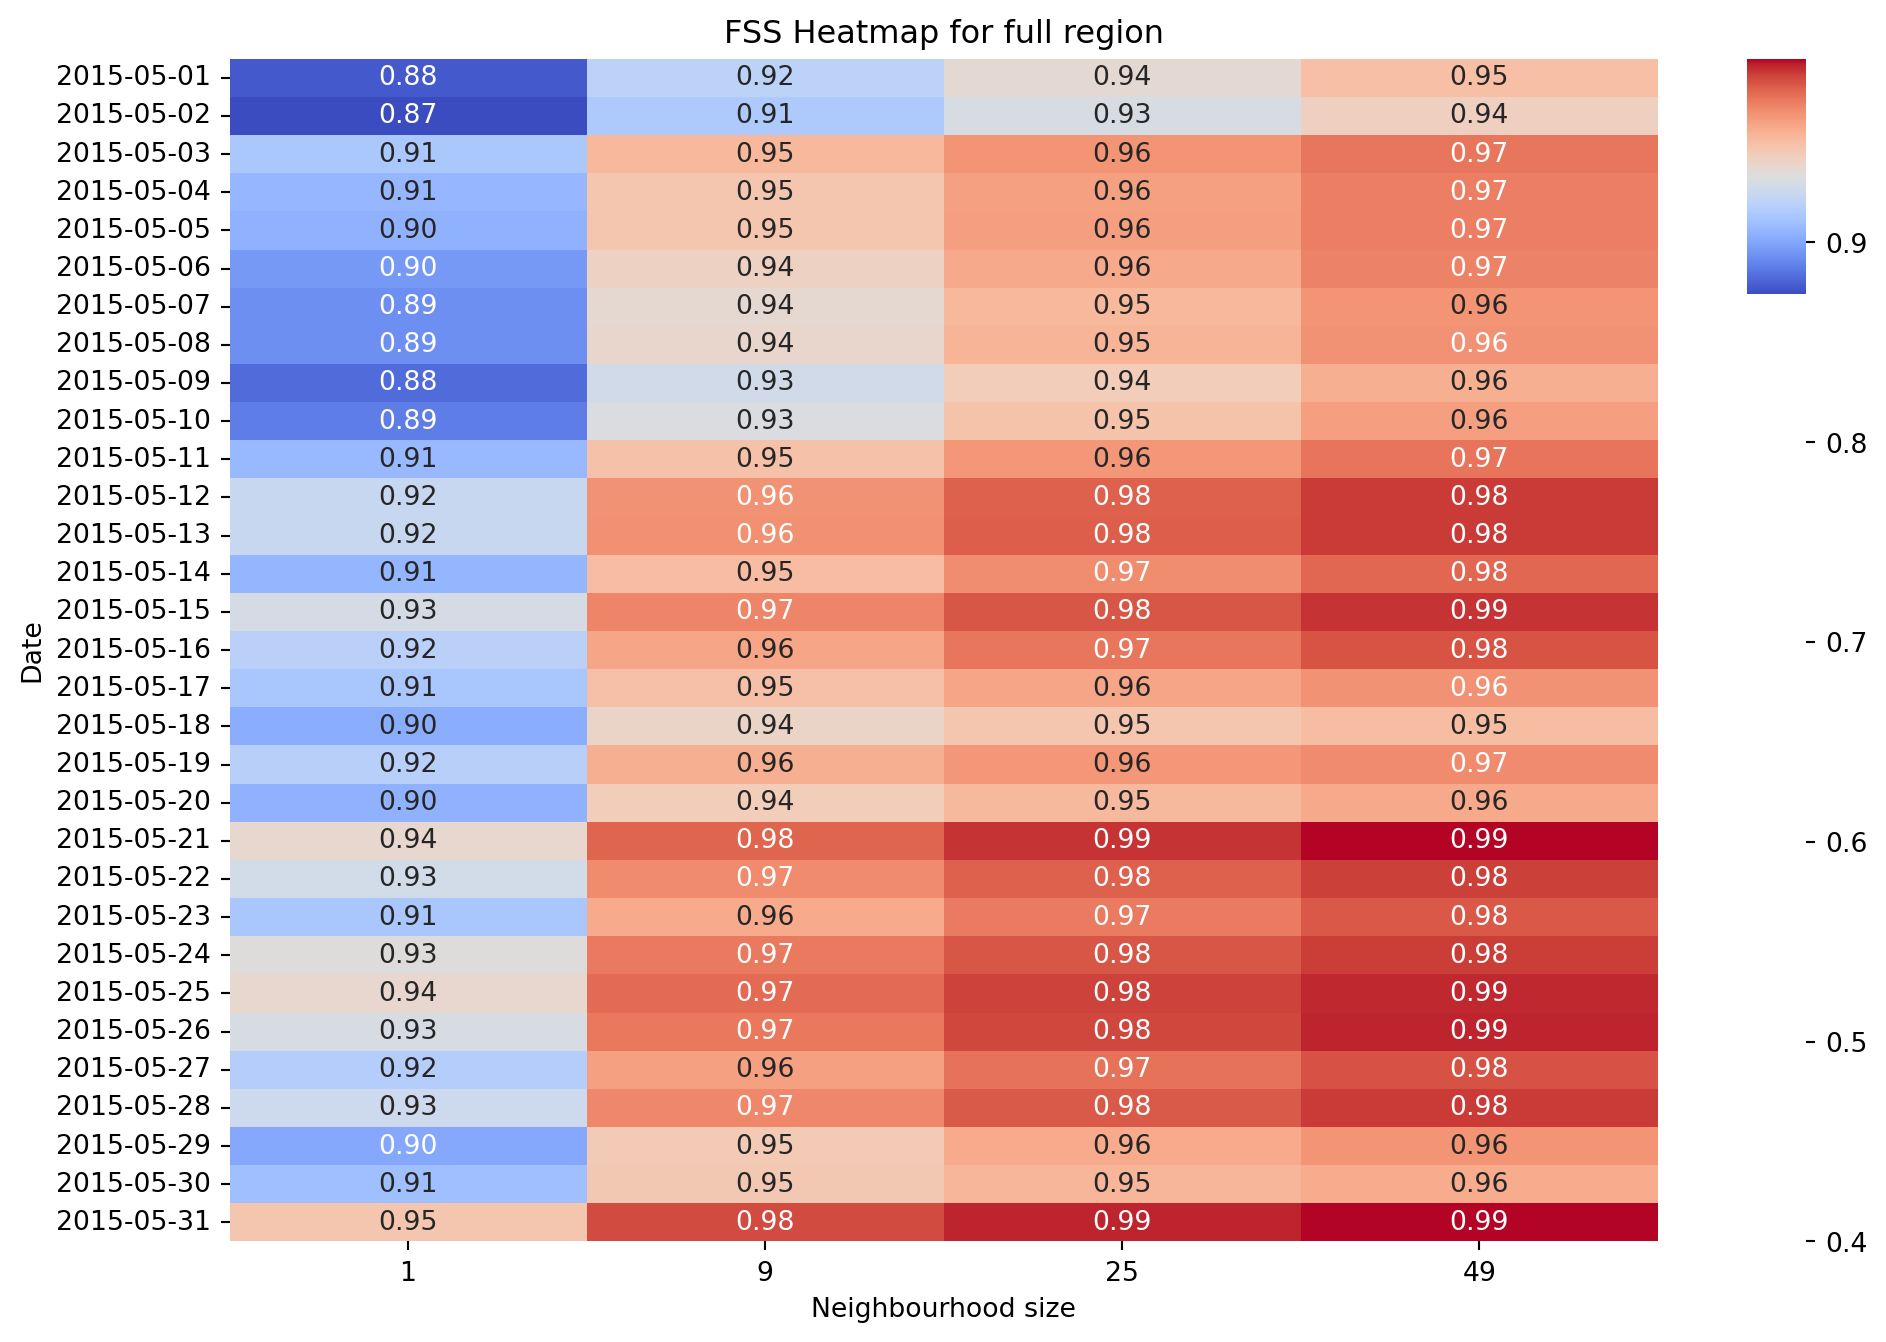 FSS Heatmap for full region
2015-05-01 0.88 0.92 0.94 0.95
2015-05-02 0.87 0.91 0.93 0.94
2015-05-03 0.91 0.95 0.96 0.97
2015-05-04 0.91 0.95 0.96 0.97
2015-05-05 0.90 0.95 0.96 0.97
2015-05-06 0.90 0.94 0.96 0.97
2015-05-07 0.89 0.94 0.95 0.96
2015-05-08 0.89 0.94 0.95 0.96
2015-05-09 0.88 0.93 0.94 0.96
2015-05-10 0.89 0.93 0.95 0.96
2015-05-11 0.91 0.95 0.96 0.97
2015-05-12 0.92 0.96 0.98 0.98
2015-05-13 0.92 0.96 0.98 0.98
2015-05-14 0.91 0.95 0.97 0.98
2015-05-15 0.93 0.97 0.98 0.99
2015-05-16 0.92 0.96 0.97 0.98
2015-05-17 0.91 0.95 0.96 0.96
2015-05-18 0.90 0.94 0.95 0.95
2015-05-19 0.92 0.96 0.96 0.97
2015-05-20 0.90 0.94 0.95 0.96
2015-05-21 0.94 0.98 0.99 0.99
2015-05-22 0.93 0.97 0.98 0.98
2015-05-23 0.91 0.96 0.97 0.98
2015-05-24 0.93 0.97 0.98 0.98
2015-05-25 0.94 0.97 0.98 0.99
2015-05-26 0.93 0.97 0.98 0.99
2015-05-27 0.92 0.96 0.97 0.98
2015-05-28 0.93 0.97 0.98 0.98
2015-05-29 0.90 0.95 0.96 0.96
2015-05-30 0.91 0.95 0.95 0.96
2015-05-31 0.95 0.98 0.99 0.99
1 9 25 49
Neighbourhood size
Date
0.9
0.8
0.7
0.6
0.5
0.4